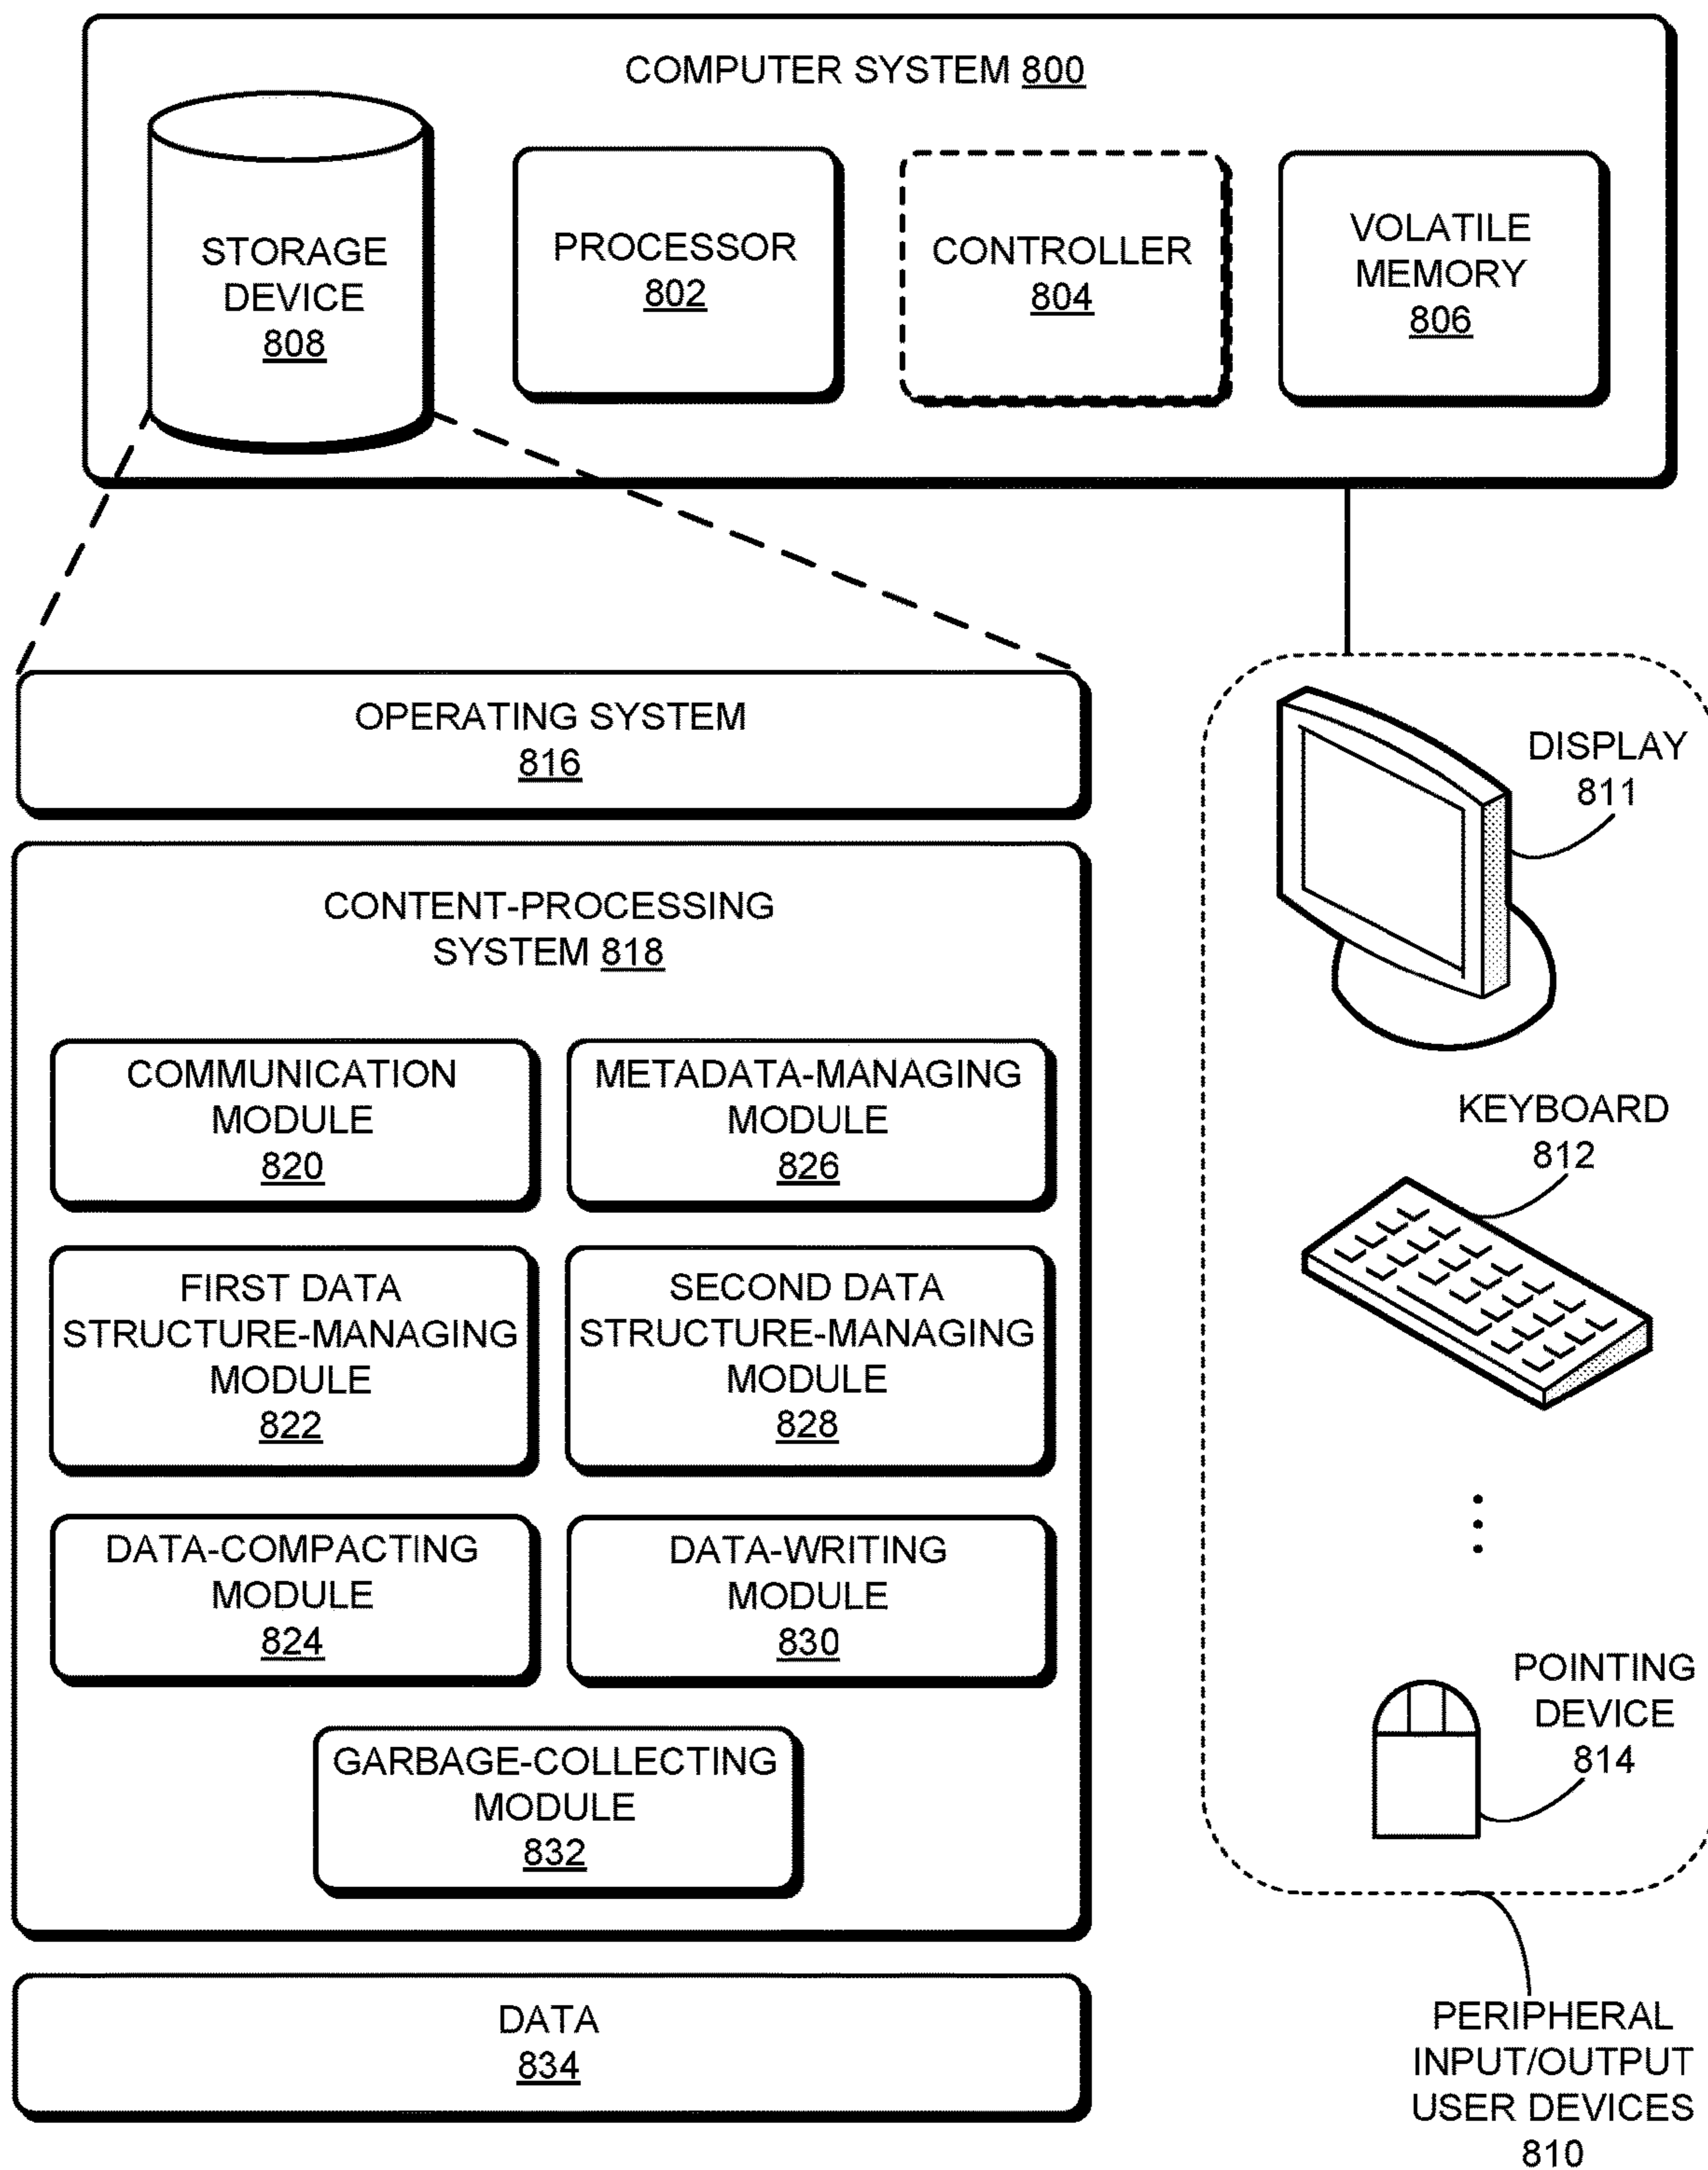 COMPUTER SYSTEM 800
STORAGE
DEVICE
808
PROCESSOR
802
CONTROLLER
804
VOLATILE
MEMORY
806
OPERATING SYSTEM
816
CONTENT-PROCESSING
SYSTEM 818
COMMUNICATION
MODULE
820
METADATA-MANAGING
MODULE
826
FIRST DATA
STRUCTURE-MANAGING
MODULE
822
SECOND DATA
STRUCTURE-MANAGING
MODULE
828
DATA-COMPACTING
MODULE
824
DATA-WRITING
MODULE
830
GARBAGE-COLLECTING
MODULE
832
DATA
834
DISPLAY
811
KEYBOARD
812
POINTING
DEVICE
814
PERIPHERAL
INPUT/OUTPUT
USER DEVICES
810